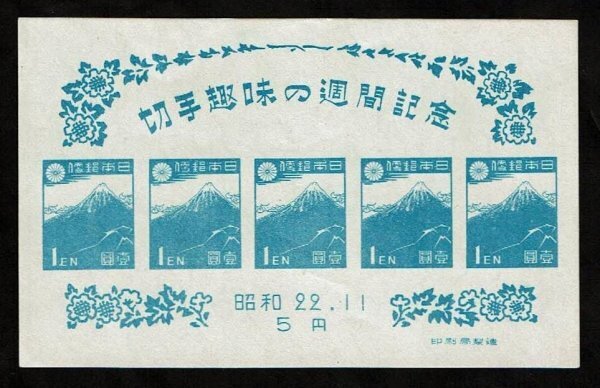 切手趣味の週間記念
便郵本日 便郵本日 便郵本日 便郵本日 便郵本日
1EN 壹圓 1EN 壹圓 1EN 壹圓 1EN 壹圓 1EN 壹圓
昭和 22.11
5円
印刷局製造